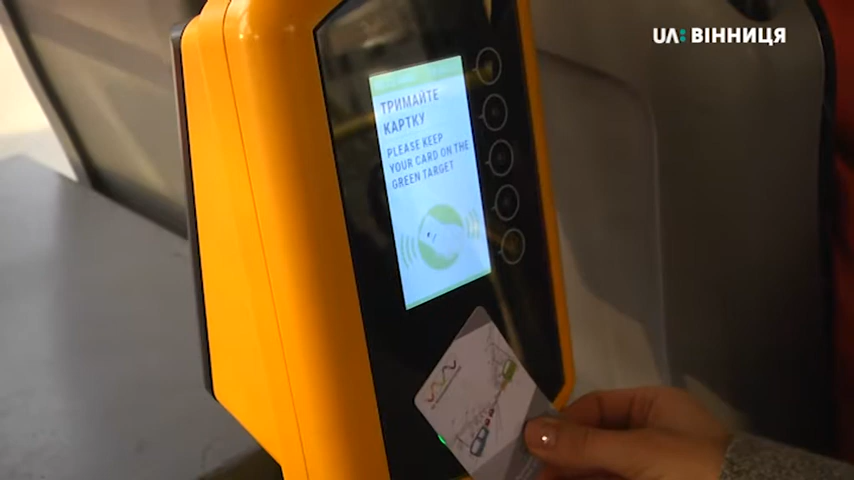 UA: ВІННИЦЯ
ТРИМАЙТЕ
КАРТКУ
PLEASE KEEP
YOUR CARD ON THE
GREEN TARGET